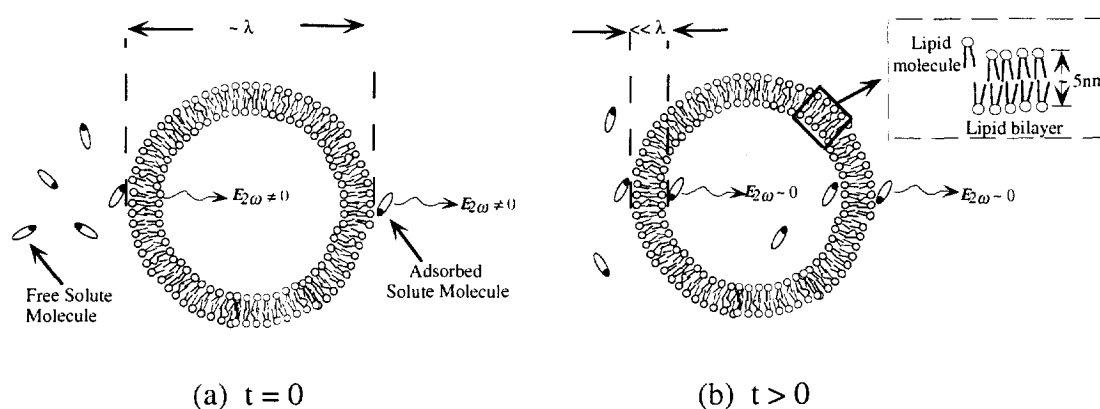 ~ λ
E2ω ≠ 0
E2ω ≠ 0
Free Solute
Molecule
Adsorbed
Solute Molecule
(a) t = 0
<< λ
E2ω ~ 0
E2ω ~ 0
Lipid
molecule
5nm
Lipid bilayer
(b) t > 0